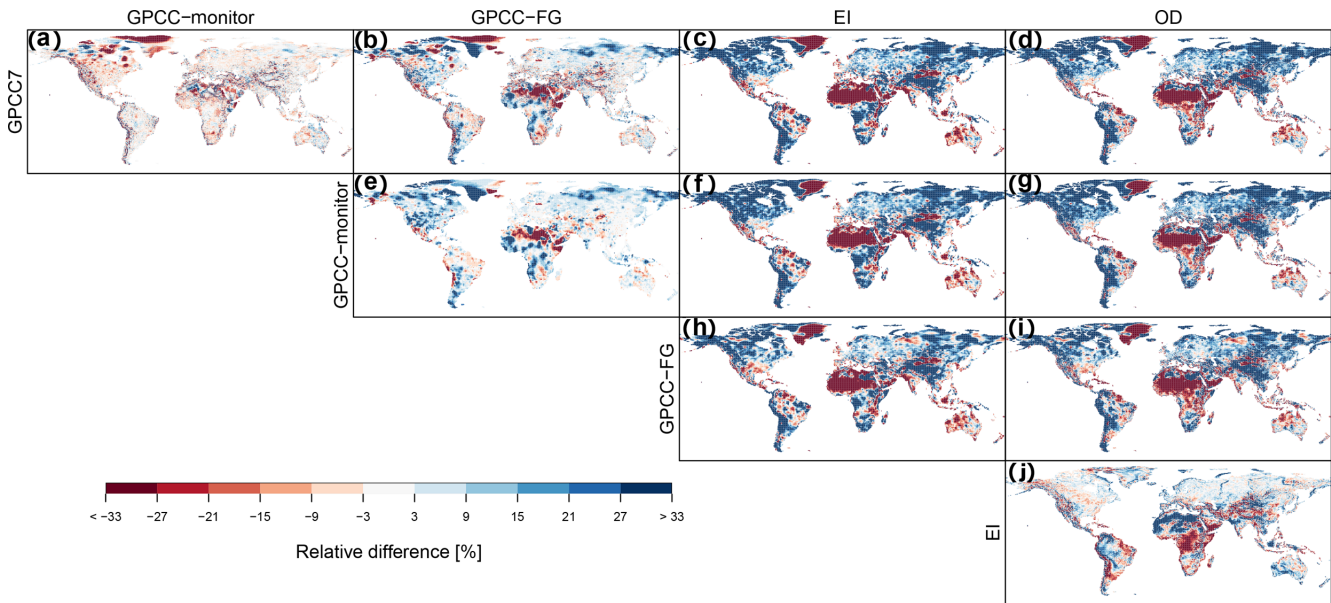 GPCC−monitor GPCC−FG EI OD
(a) (b) (c) (d)
GPCC7
(e) (f) (g)
GPCC−monitor
(h) (i)
GPCC−FG
(j)
EI
< −33 −27 −21 −15 −9 −3 3 9 15 21 27 > 33
Relative difference [%]